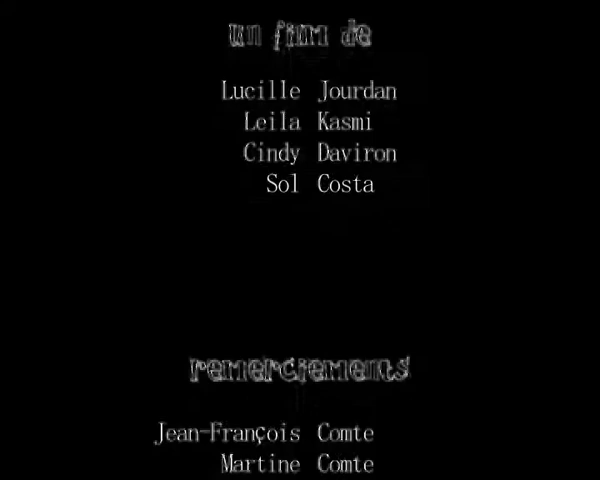 un film de
Lucille Jourdan
Leila Kasmi
Cindy Daviron
Sol Costa
remerciements
Jean-François Comte
Martine Comte